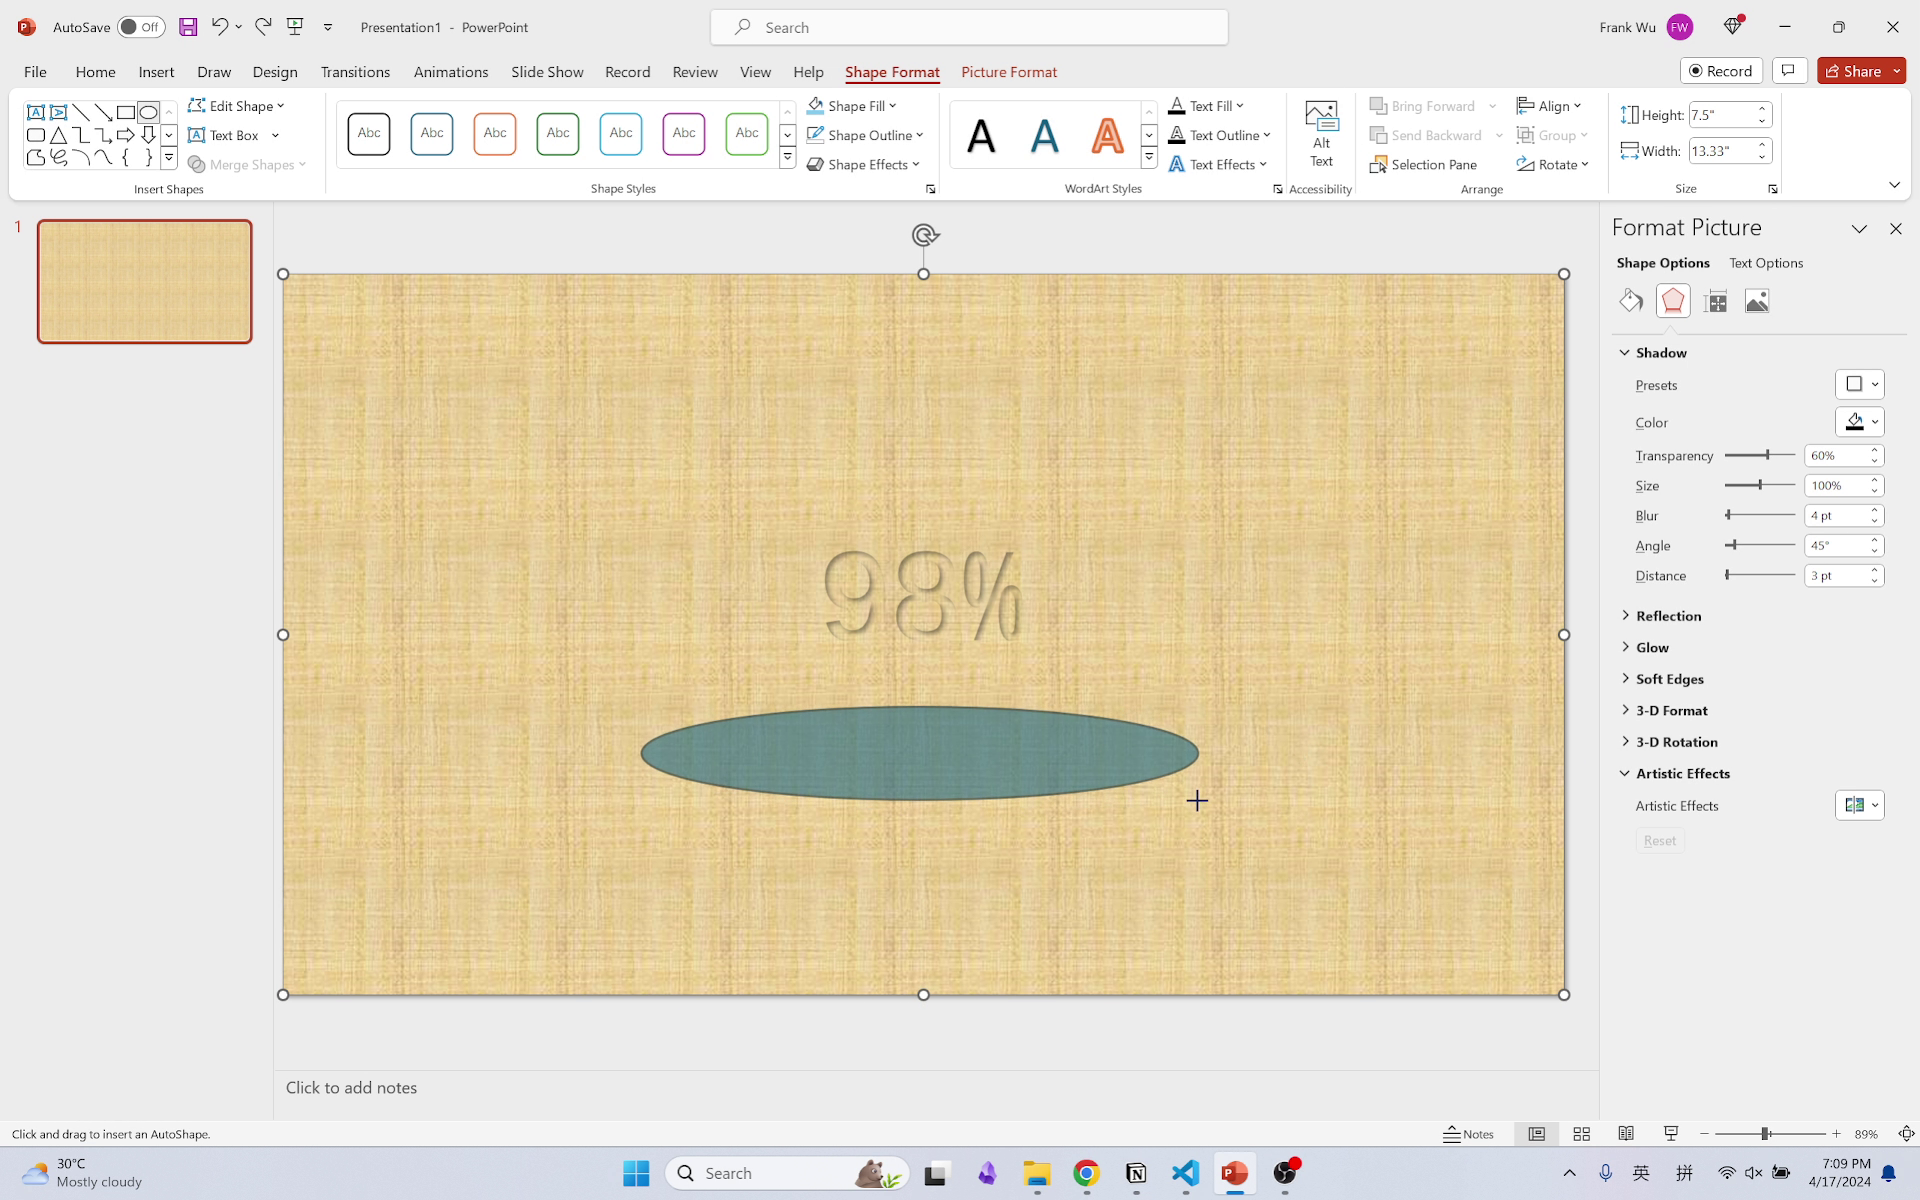 AutoSave Off Presentation1 - PowerPoint Search Frank Wu FW
File Home Insert Draw Design Transitions Animations Slide Show Record Review View Help Shape Format Picture Format Record Share
Edit Shape
Text Box
Merge Shapes
Insert Shapes
Abc Abc Abc Abc Abc Abc Abc
Shape Fill
Shape Outline
Shape Effects
Shape Styles
A A A
Text Fill
Text Outline
Text Effects
WordArt Styles
Alt
Text
Accessibility
Bring Forward
Send Backward
Selection Pane
Align
Group
Rotate
Arrange
Height: 7.5"
Width: 13.33"
Size
1
98%
Format Picture
Shape Options Text Options
Shadow
Presets
Color
Transparency 60%
Size 100%
Blur 4 pt
Angle 45°
Distance 3 pt
Reflection
Glow
Soft Edges
3-D Format
3-D Rotation
Artistic Effects
Artistic Effects
Reset
Click to add notes
Click and drag to insert an AutoShape. Notes 89%
30°C
Mostly cloudy
Search
英 拼
7:09 PM
4/17/2024